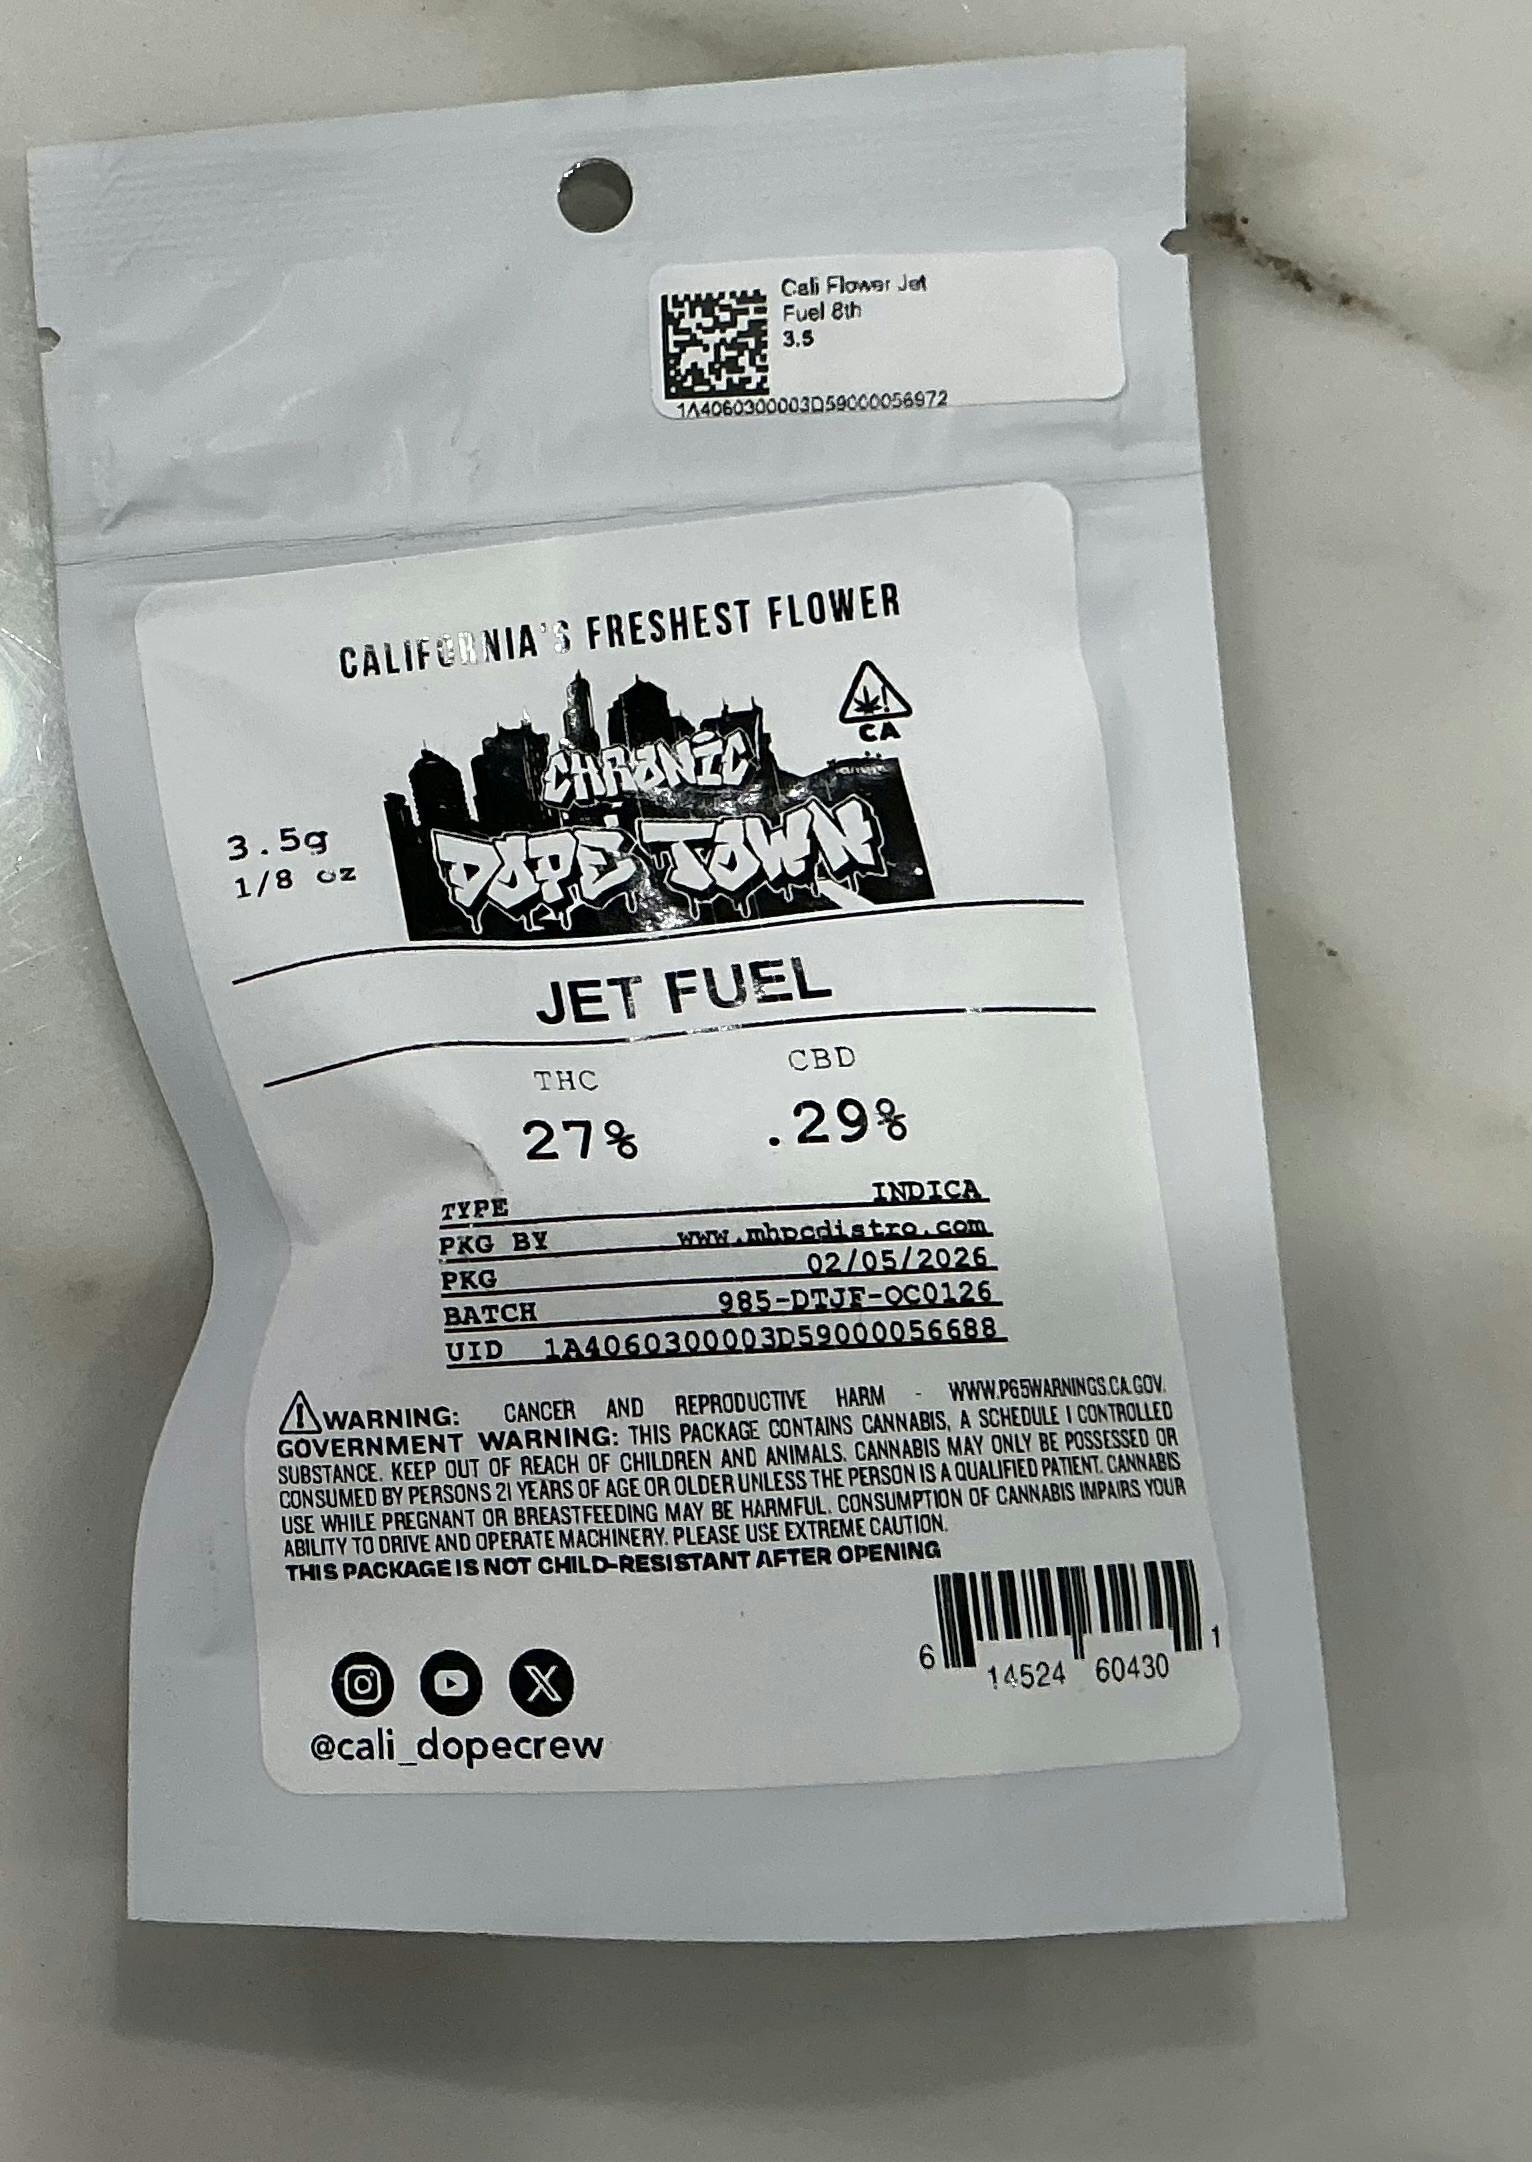 Cali Flower Jet
Fuel 8th
3.5
1A4060300003D59000056972
CALIFORNIA'S FRESHEST FLOWER
CA
CHRONIC
DOPE TOWN
3.5g
1/8 oz
JET FUEL
THC CBD
27% .29%
TYPE INDICA
PKG BY www.mhpcdistro.com
PKG 02/05/2026
BATCH 985-DTJF-OC0126
UID 1A4060300003D59000056688
WARNING: CANCER AND REPRODUCTIVE HARM - WWW.P65WARNINGS.CA.GOV.
GOVERNMENT WARNING: THIS PACKAGE CONTAINS CANNABIS, A SCHEDULE I CONTROLLED
SUBSTANCE. KEEP OUT OF REACH OF CHILDREN AND ANIMALS. CANNABIS MAY ONLY BE POSSESSED OR
CONSUMED BY PERSONS 21 YEARS OF AGE OR OLDER UNLESS THE PERSON IS A QUALIFIED PATIENT. CANNABIS
USE WHILE PREGNANT OR BREASTFEEDING MAY BE HARMFUL. CONSUMPTION OF CANNABIS IMPAIRS YOUR
ABILITY TO DRIVE AND OPERATE MACHINERY. PLEASE USE EXTREME CAUTION.
THIS PACKAGE IS NOT CHILD-RESISTANT AFTER OPENING
6 14524 60430 1
@cali_dopecrew